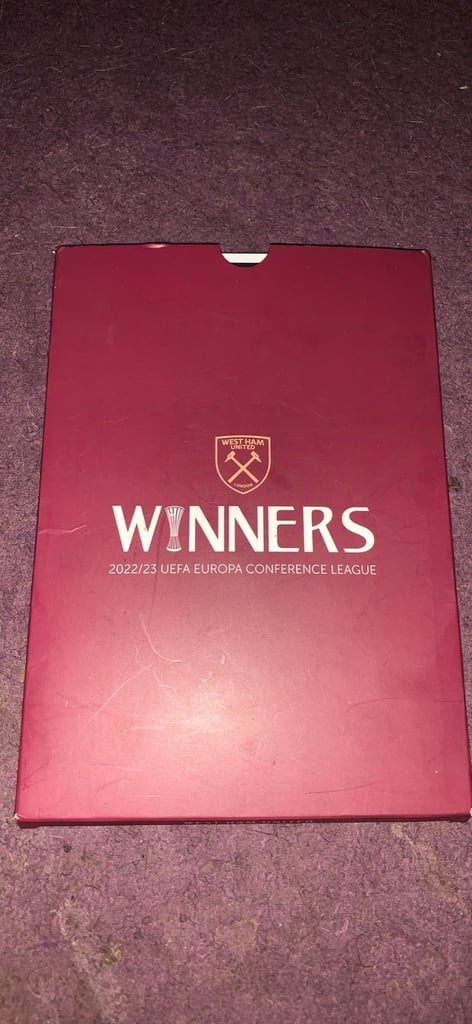 WEST HAM
UNITED
LONDON
WINNERS
2022/23 UEFA EUROPA CONFERENCE LEAGUE